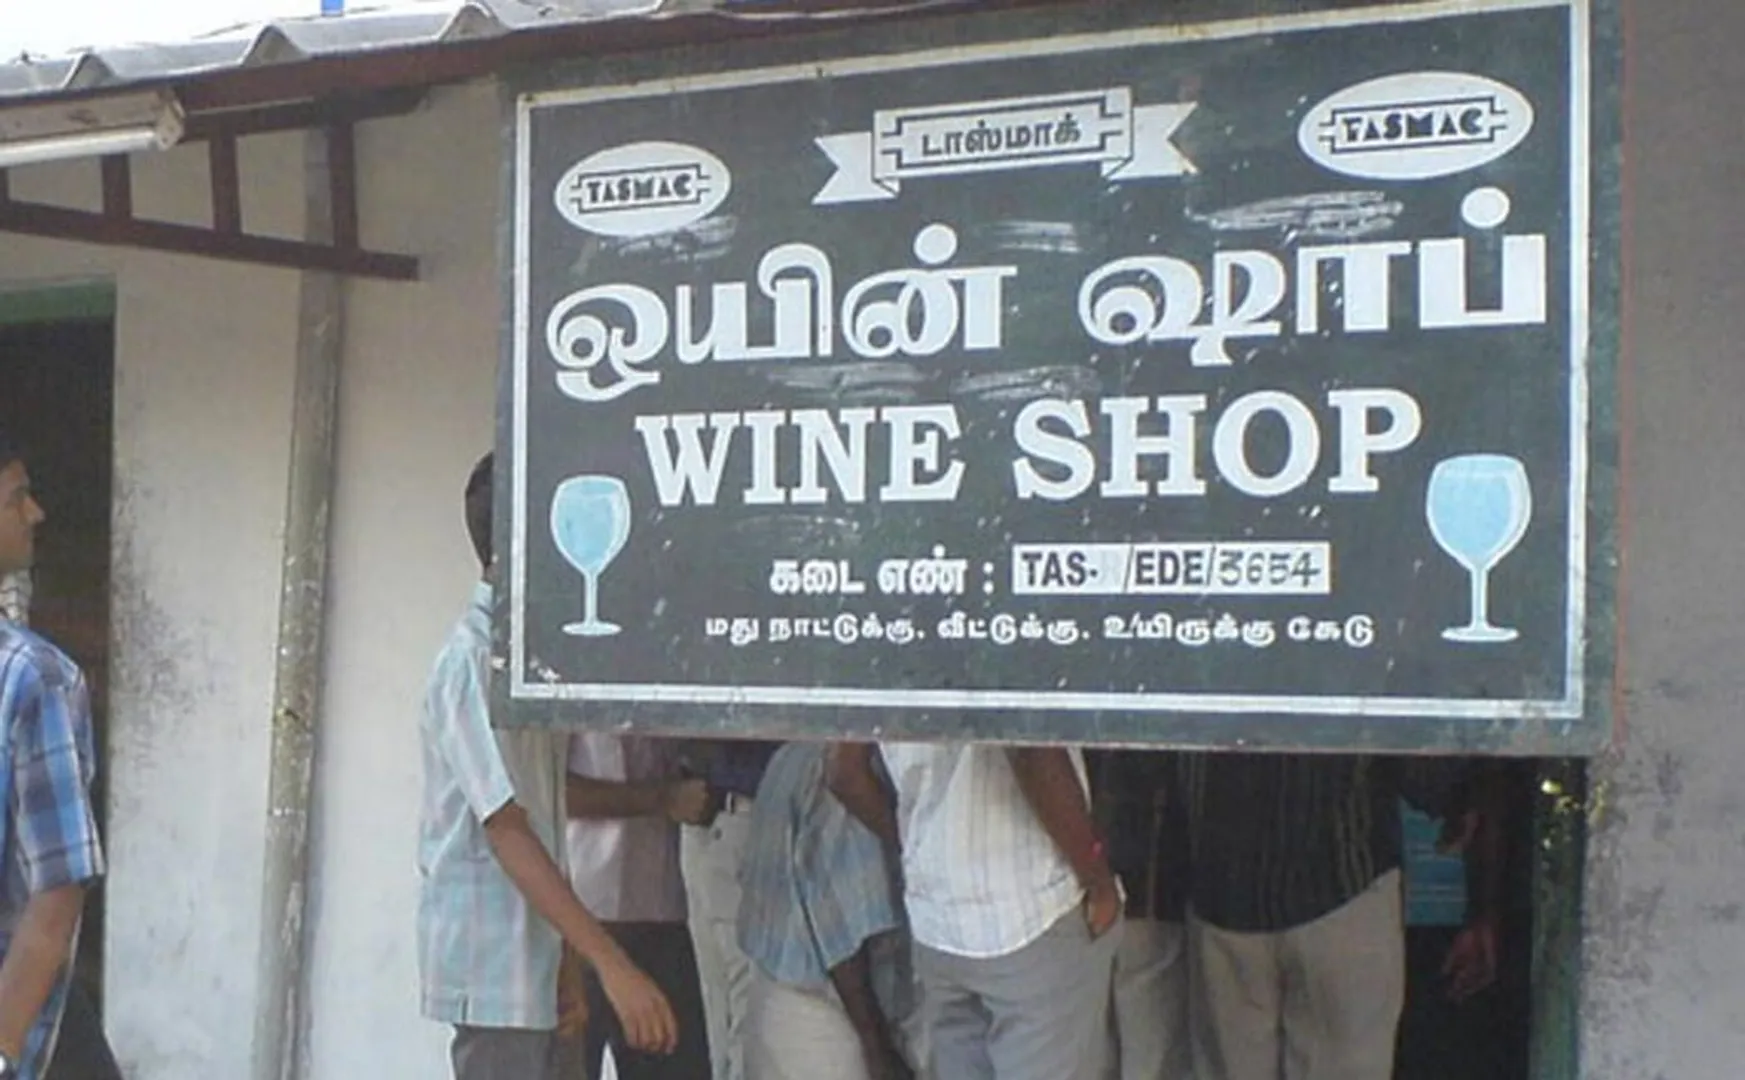 டாஸ்மாக்
TASMAC
TASMAC
ஒயின் ஷாப்
WINE SHOP
கடை எண் : TAS- /EDE/3654
மது நாட்டுக்கு. வீட்டுக்கு. உயிருக்கு கேடு